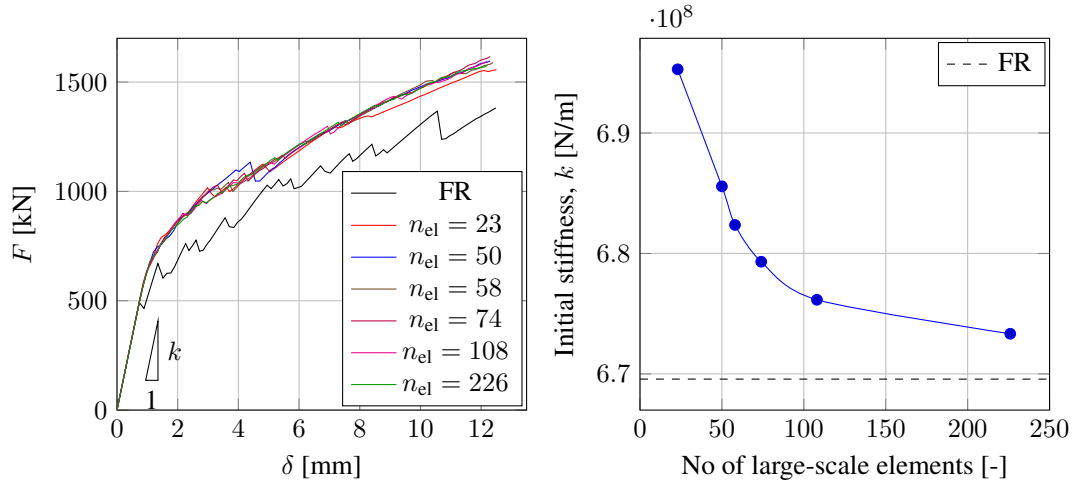 1500
1000
500
0
F [kN]
0
2
4
6
8
10
12
δ [mm]
k
1
FR
n_el = 23
n_el = 50
n_el = 58
n_el = 74
n_el = 108
n_el = 226
·10^8
6.9
6.8
6.7
Initial stiffness, k [N/m]
0
50
100
150
200
250
No of large-scale elements [-]
FR